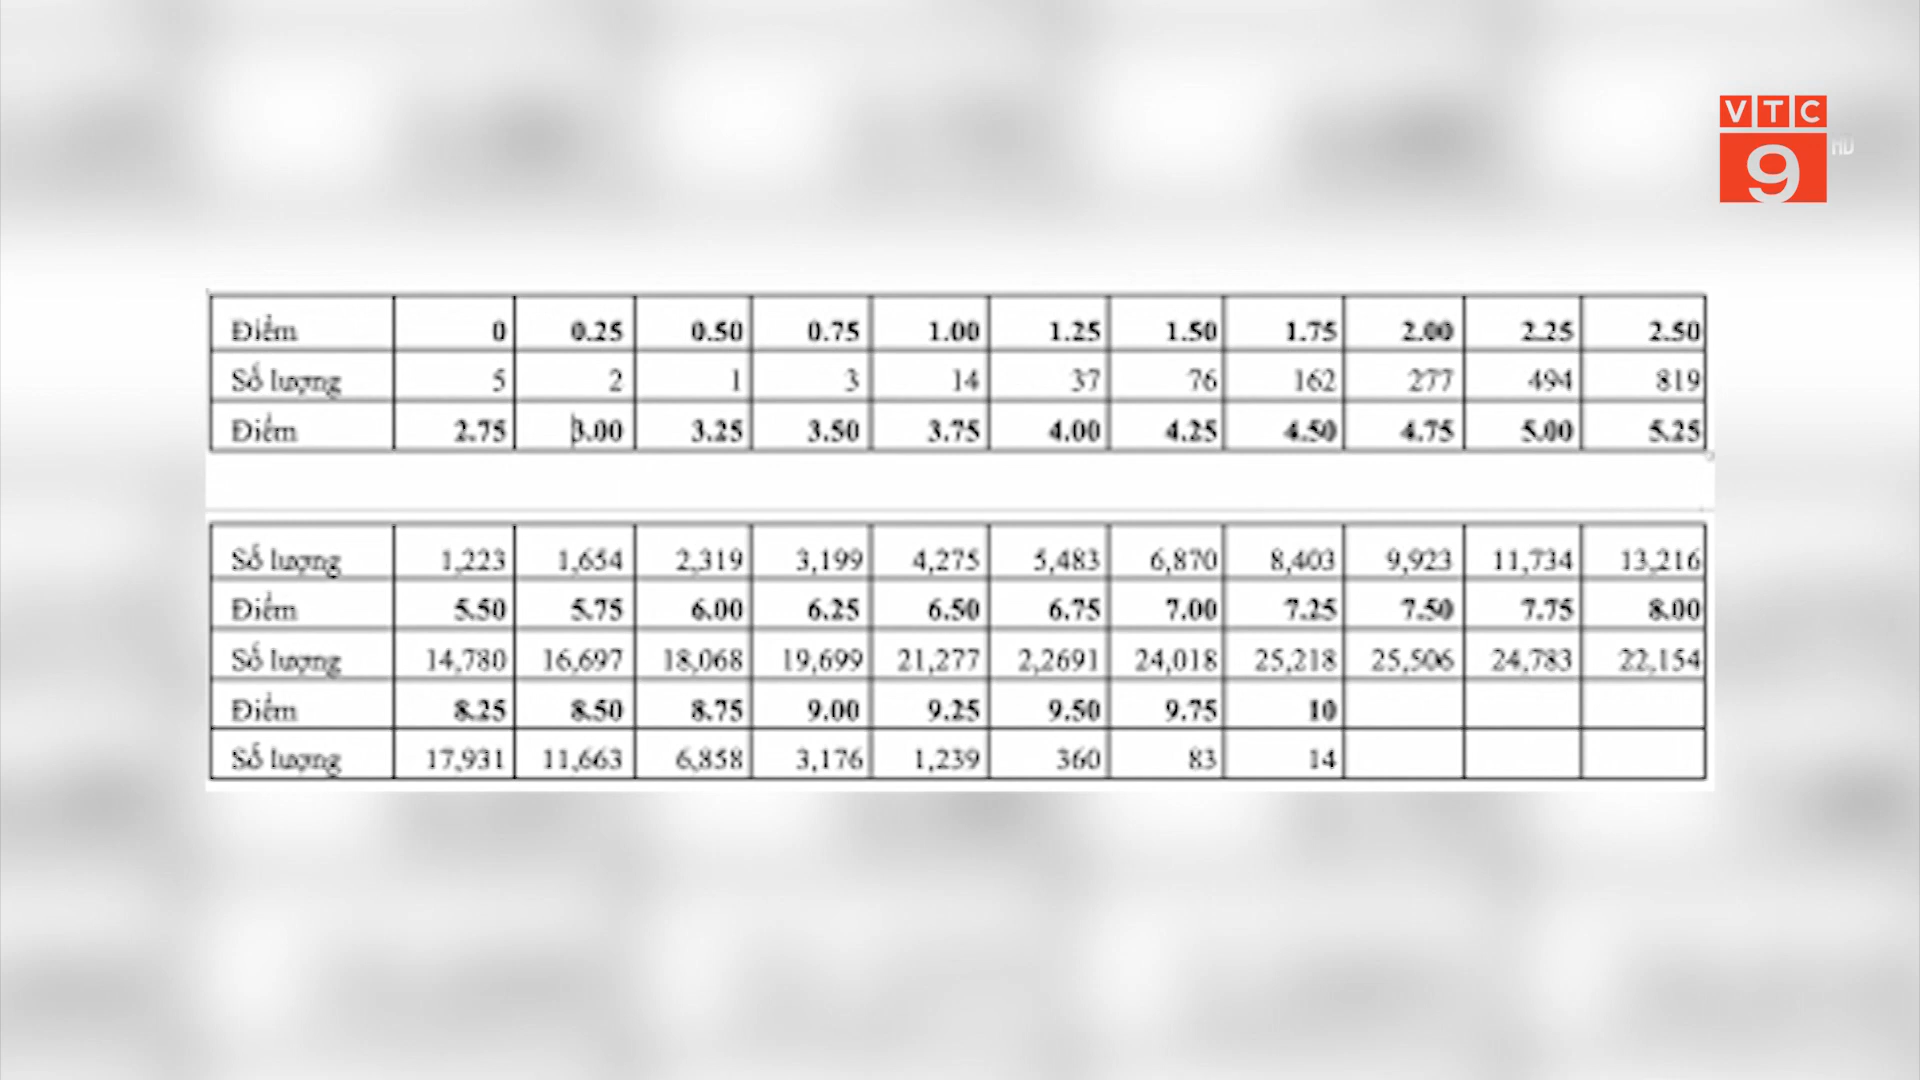 VTC
9 HD
Điểm 0 0.25 0.50 0.75 1.00 1.25 1.50 1.75 2.00 2.25 2.50
Số lượng 5 2 1 3 14 37 76 162 277 494 819
Điểm 2.75 3.00 3.25 3.50 3.75 4.00 4.25 4.50 4.75 5.00 5.25
Số lượng 1,223 1,654 2,319 3,199 4,275 5,483 6,870 8,403 9,923 11,734 13,216
Điểm 5.50 5.75 6.00 6.25 6.50 6.75 7.00 7.25 7.50 7.75 8.00
Số lượng 14,780 16,697 18,068 19,699 21,277 2,2691 24,018 25,218 25,506 24,783 22,154
Điểm 8.25 8.50 8.75 9.00 9.25 9.50 9.75 10
Số lượng 17,931 11,663 6,858 3,176 1,239 360 83 14